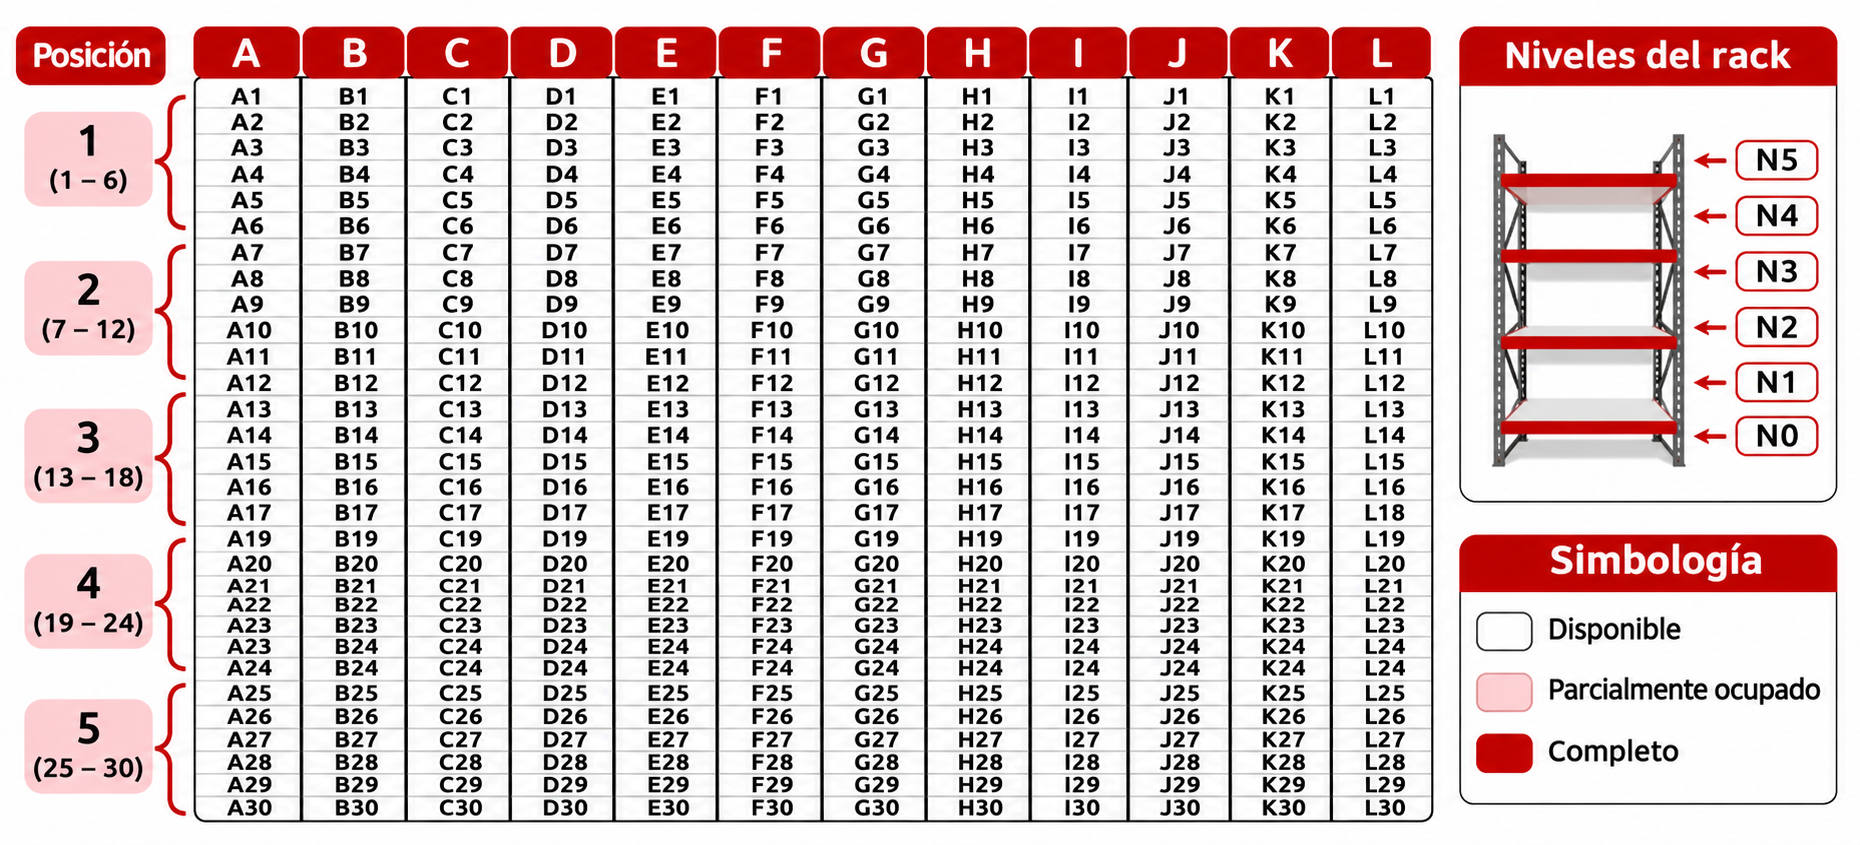 Posición A B C D E F G H I J K L
A1 B1 C1 D1 E1 F1 G1 H1 I1 J1 K1 L1
A2 B2 C2 D2 E2 F2 G2 H2 I2 J2 K2 L2
A3 B3 C3 D3 E3 F3 G3 H3 I3 J3 K3 L3
A4 B4 C4 D4 E4 F4 G4 H4 I4 J4 K4 L4
A5 B5 C5 D5 E5 F5 G5 H5 I5 J5 K5 L5
A6 B6 C6 D6 E6 F6 G6 H6 I6 J6 K6 L6
A7 B7 C7 D7 E7 F7 G7 H7 I7 J7 K7 L7
A8 B8 C8 D8 E8 F8 G8 H8 I8 J8 K8 L8
A9 B9 C9 D9 E9 F9 G9 H9 I9 J9 K9 L9
A10 B10 C10 D10 E10 F10 G10 H10 I10 J10 K10 L10
A11 B11 C11 D11 E11 F11 G11 H11 I11 J11 K11 L11
A12 B12 C12 D12 E12 F12 G12 H12 I12 J12 K12 L12
A13 B13 C13 D13 E13 F13 G13 H13 I13 J13 K13 L13
A14 B14 C14 D14 E14 F14 G14 H14 I14 J14 K14 L14
A15 B15 C15 D15 E15 F15 G15 H15 I15 J15 K15 L15
A16 B16 C16 D16 E16 F16 G16 H16 I16 J16 K16 L16
A17 B17 C17 D17 E17 F17 G17 H17 I17 J17 K17 L18
A19 B19 C19 D19 E19 F19 G19 H19 I19 J19 K19 L19
A20 B20 C20 D20 E20 F20 G20 H20 I20 J20 K20 L20
A21 B21 C21 D21 E21 F21 G21 H21 I21 J21 K21 L21
A22 B22 C22 D22 E22 F22 G22 H22 I22 J22 K22 L22
A23 B23 C23 D23 E23 F23 G23 H23 I23 J23 K23 L23
A23 B24 C24 D24 E24 F24 G24 H24 I24 J24 K24 L24
A24 B24 C24 D24 E24 F24 G24 H24 I24 J24 K24 L24
A25 B25 C25 D25 E25 F25 G25 H25 I25 J25 K25 L25
A26 B26 C26 D26 E26 F26 G26 H26 I26 J26 K26 L26
A27 B27 C27 D27 E27 F27 G27 H27 I27 J27 K27 L27
A28 B28 C28 D28 E28 F28 G28 H28 I28 J28 K28 L28
A29 B29 C29 D29 E29 F29 G29 H29 I29 J29 K29 L29
A30 B30 C30 D30 E30 F30 G30 H30 I30 J30 K30 L30
1
(1 – 6)
2
(7 – 12)
3
(13 – 18)
4
(19 – 24)
5
(25 – 30)
Niveles del rack
N5
N4
N3
N2
N1
N0
Simbología
Disponible
Parcialmente ocupado
Completo